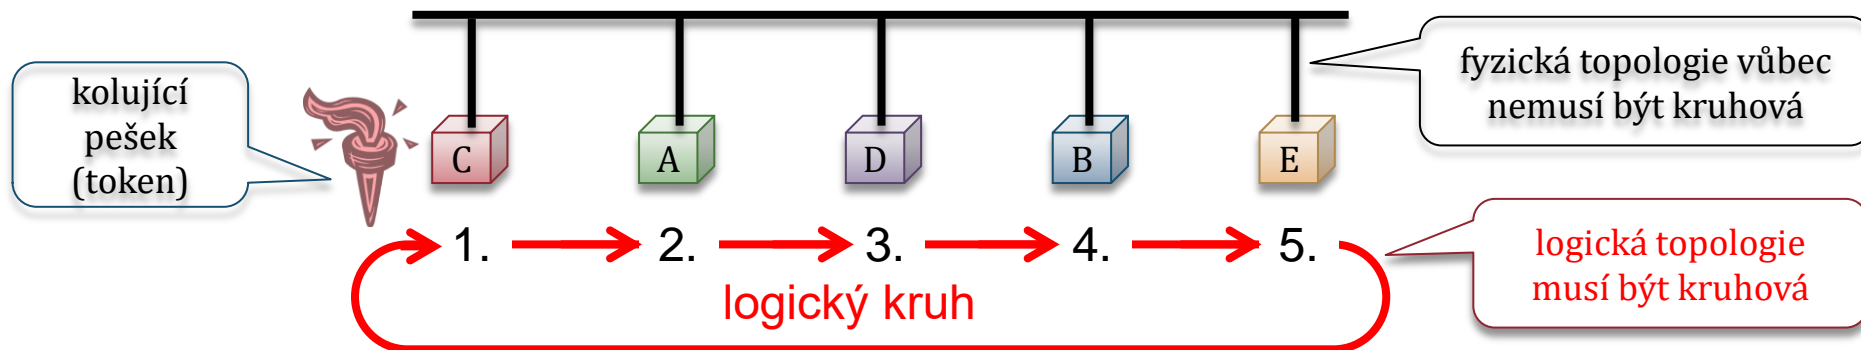 kolující
pešek
(token)
C
A
D
B
E
fyzická topologie vůbec
nemusí být kruhová
1.
2.
3.
4.
5.
logický kruh
logická topologie
musí být kruhová